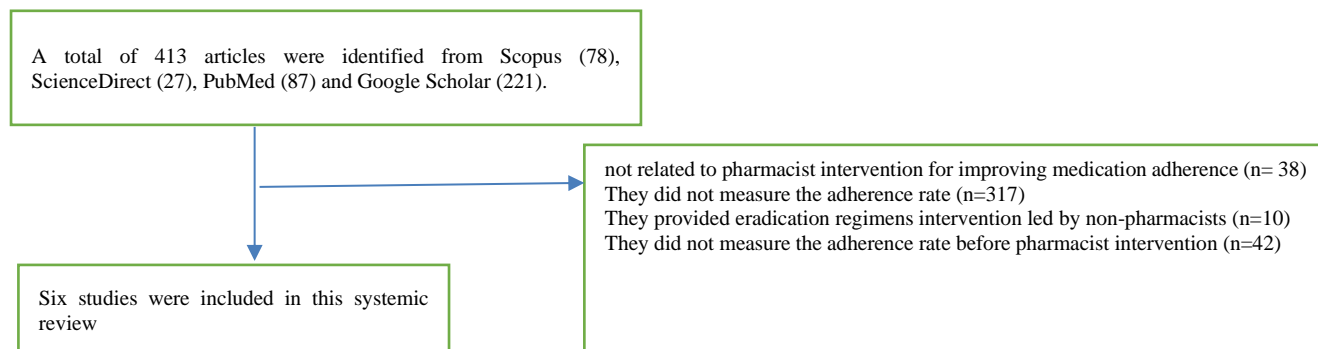 A total of 413 articles were identified from Scopus (78),
ScienceDirect (27), PubMed (87) and Google Scholar (221).
not related to pharmacist intervention for improving medication adherence (n= 38)
They did not measure the adherence rate (n=317)
They provided eradication regimens intervention led by non-pharmacists (n=10)
They did not measure the adherence rate before pharmacist intervention (n=42)
Six studies were included in this systemic
review